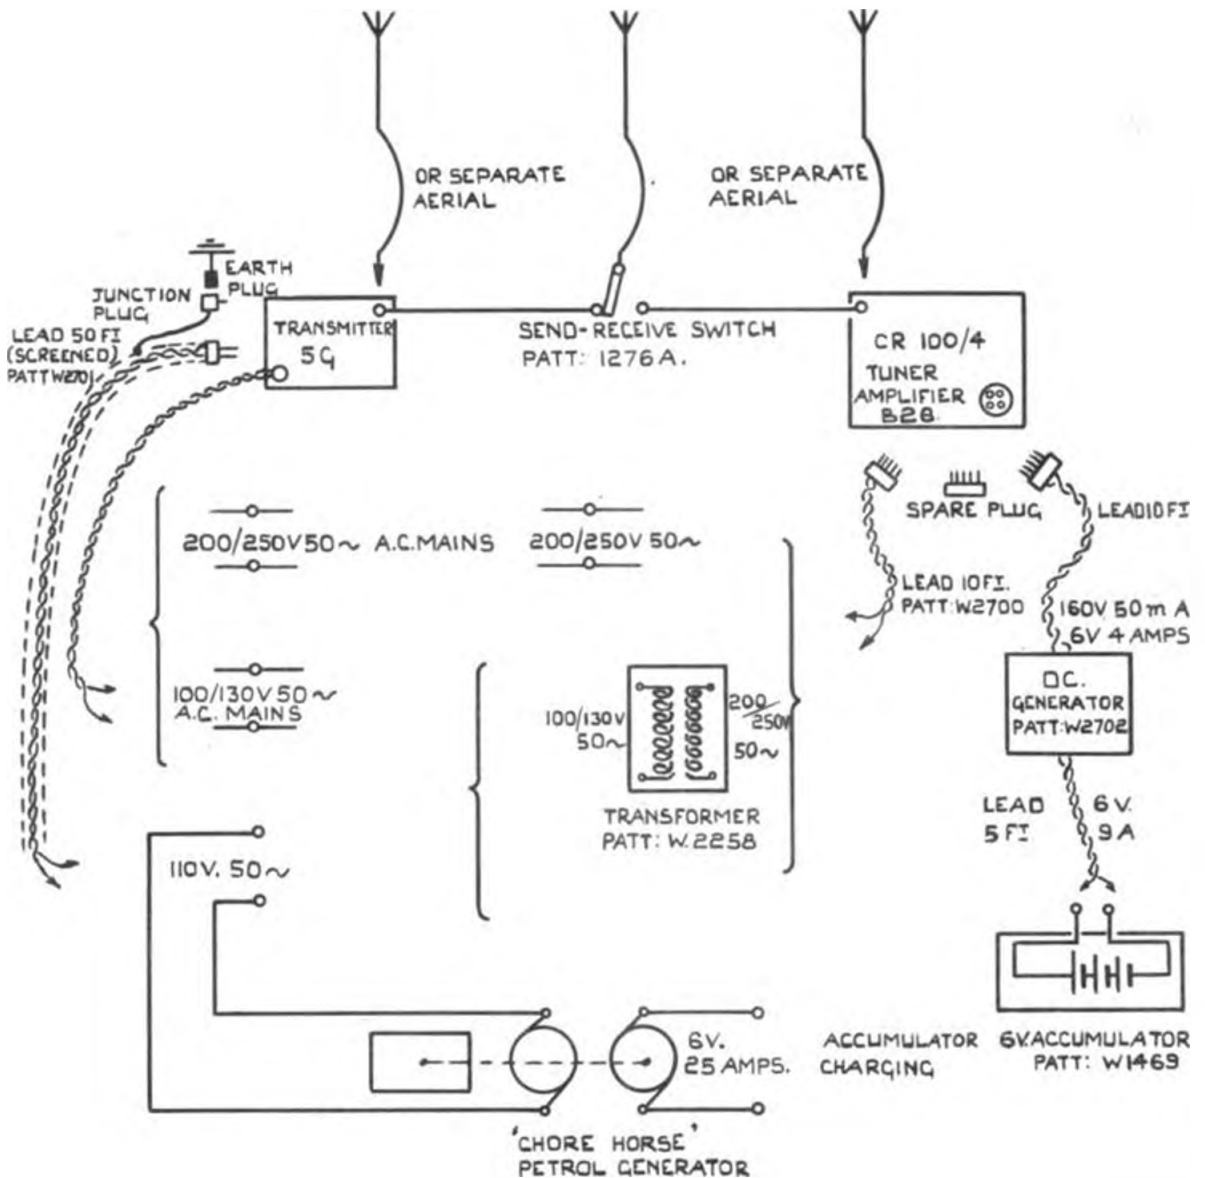 OR SEPARATE
AERIAL
OR SEPARATE
AERIAL
EARTH
PLUG
JUNCTION
PLUG
LEAD 50 FT
(SCREENED)
PATT W2701
TRANSMITTER
5G
SEND-RECEIVE SWITCH
PATT: 1276A.
CR 100/4
TUNER
AMPLIFIER
B28.
SPARE PLUG
LEAD 10 FT
200/250V 50~ A.C. MAINS
200/250V 50~
LEAD 10 FT.
PATT: W2700
160V 50 m A
6V 4 AMPS
100/130V 50~
A.C. MAINS
100/130V
50~
200/250V
50~
D.C.
GENERATOR
PATT: W2702
TRANSFORMER
PATT: W.2258
LEAD
5 FT
6V.
9A
110V. 50~
6V.
25 AMPS.
ACCUMULATOR
CHARGING
6V. ACCUMULATOR
PATT: W1469
'CHORE HORSE'
PETROL GENERATOR